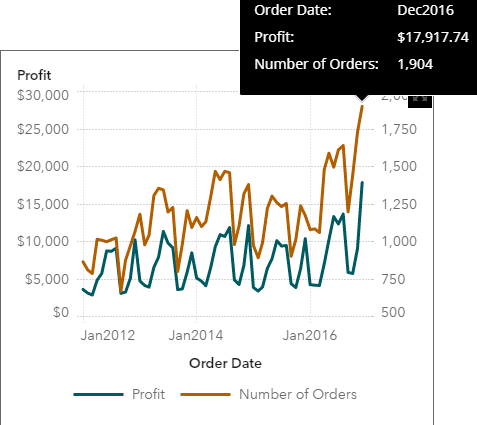 Order Date: Dec2016
Profit: $17,917.74
Number of Orders: 1,904
Profit
$30,000
$25,000 1,750
$20,000 1,500
$15,000 1,250
$10,000 1,000
$5,000 750
$0 500
Jan2012 Jan2014 Jan2016
Order Date
Profit Number of Orders